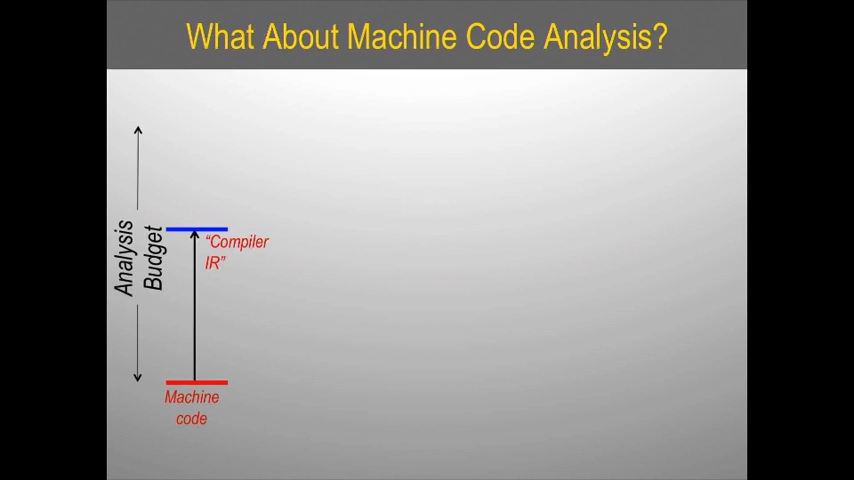 What About Machine Code Analysis?
Analysis
Budget
“Compiler
IR”
Machine
code